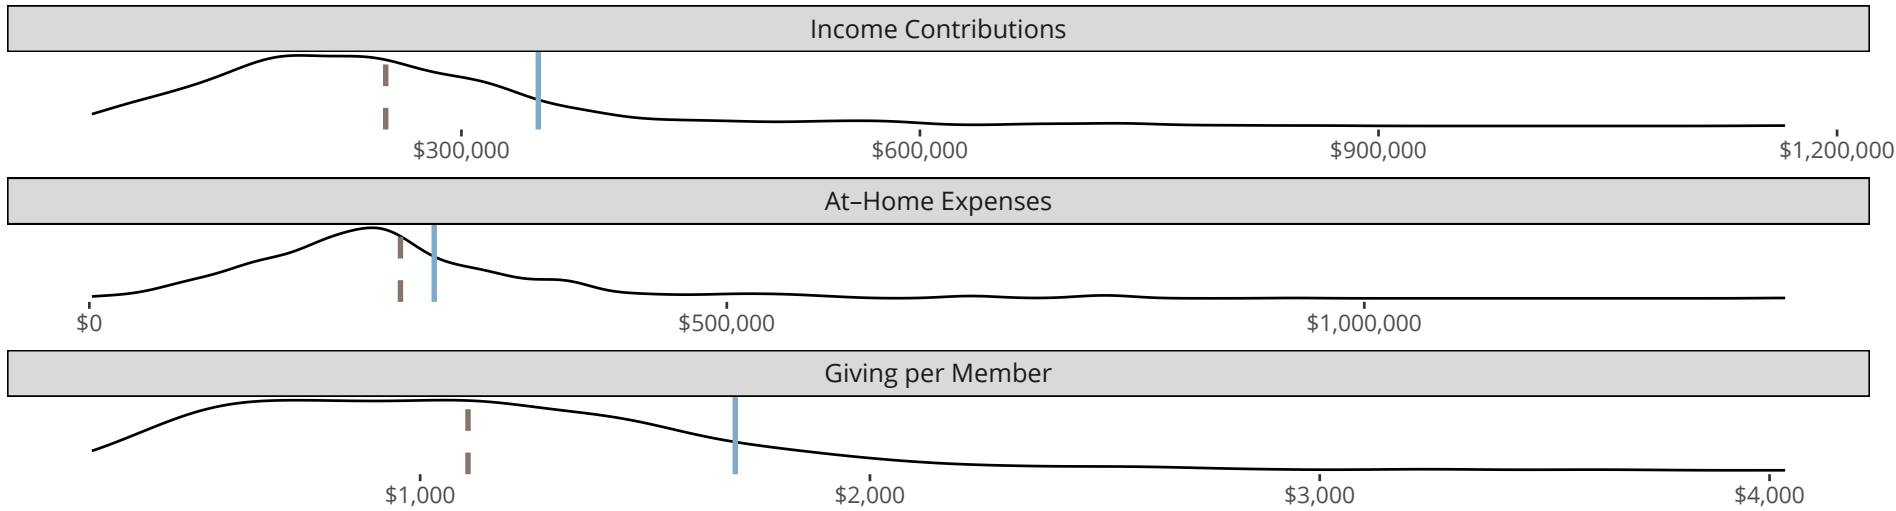 Income Contributions
$300,000 $600,000 $900,000 $1,200,000
At–Home Expenses
$0 $500,000 $1,000,000
Giving per Member
$1,000 $2,000 $3,000 $4,000